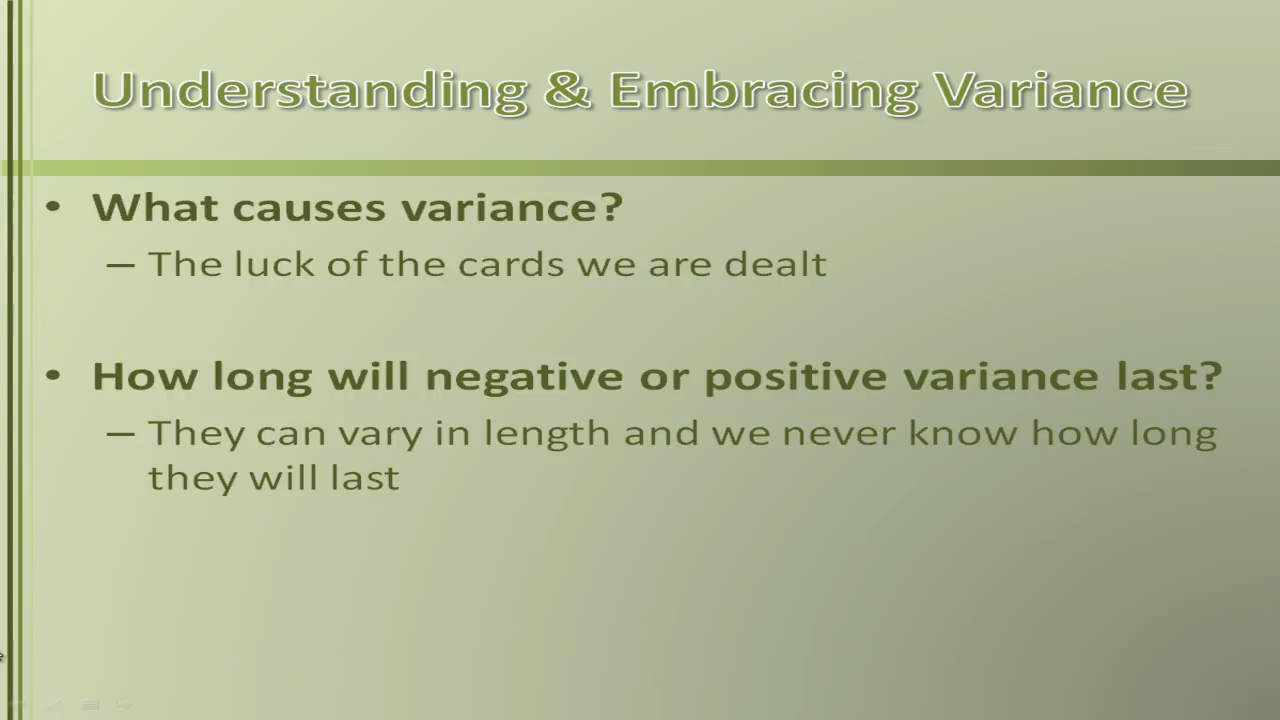 Understanding & Embracing Variance
• What causes variance?
– The luck of the cards we are dealt
• How long will negative or positive variance last?
– They can vary in length and we never know how long
they will last